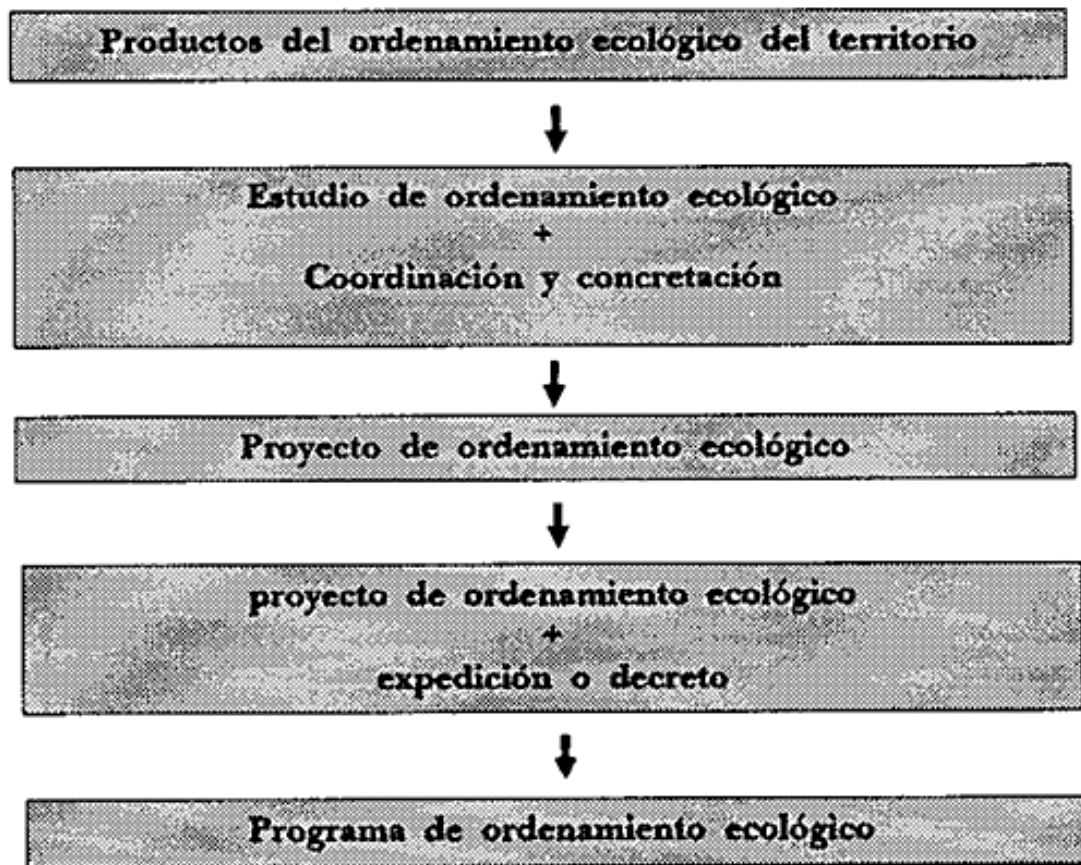 Productos del ordenamiento ecológico del territorio
Estudio de ordenamiento ecológico
+
Coordinación y concretación
Proyecto de ordenamiento ecológico
proyecto de ordenamiento ecológico
+
expedición o decreto
Programa de ordenamiento ecológico